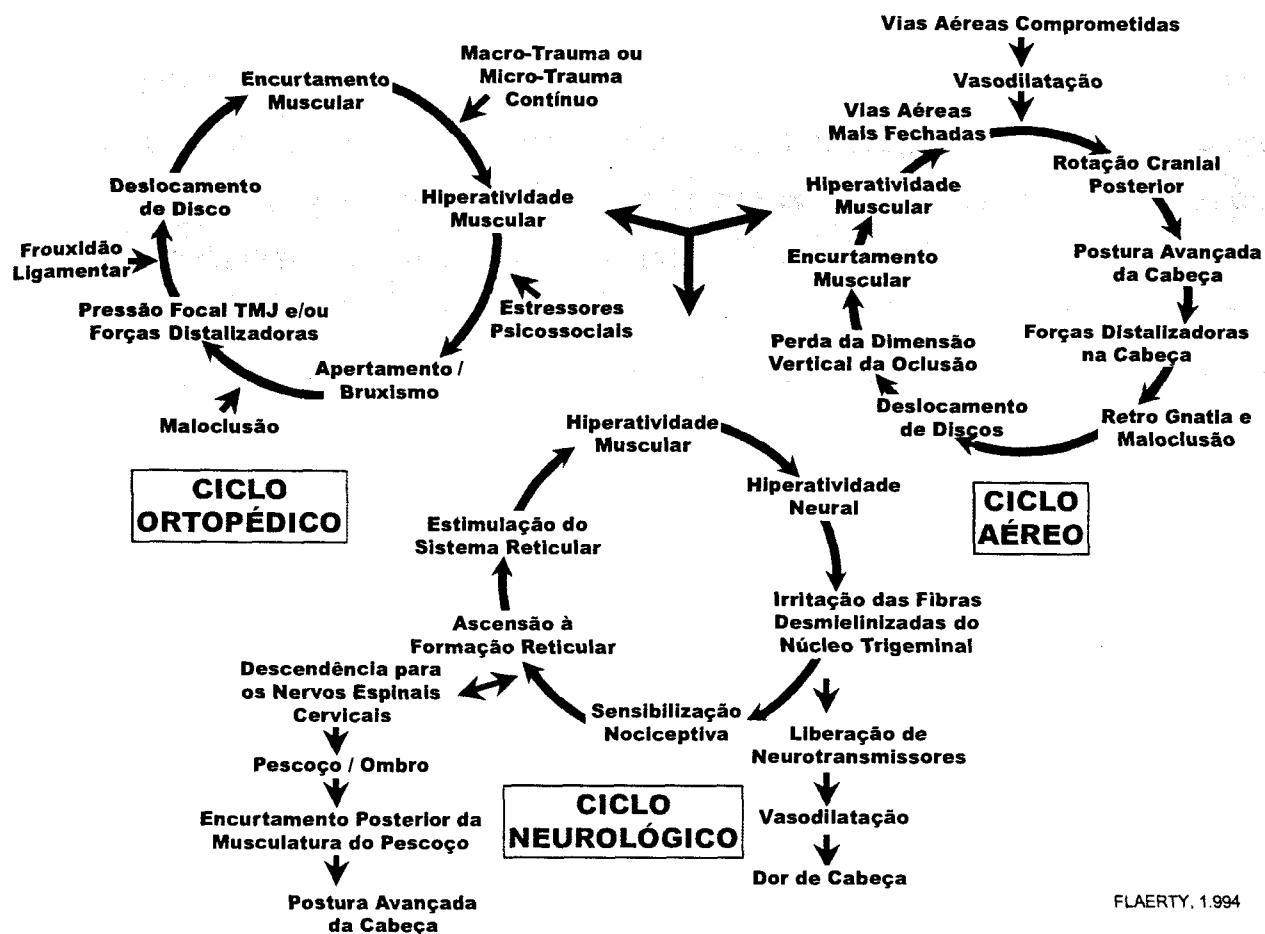 Encurtamento
Muscular
Macro-Trauma ou
Micro-Trauma
Contínuo
Hiperatividade
Muscular
Estressores
Psicossociais
Apertamento /
Bruxismo
Maloclusão
Pressão Focal TMJ e/ou
Forças Distalizadoras
Frouxidão
Ligamentar
Deslocamento
de Disco
CICLO
ORTOPÉDICO
Vias Aéreas Comprometidas
Vasodilatação
Vias Aéreas
Mais Fechadas
Rotação Cranial
Posterior
Postura Avançada
da Cabeça
Forças Distalizadoras
na Cabeça
Retro Gnatia e
Maloclusão
Deslocamento
de Discos
Perda da Dimensão
Vertical da Oclusão
Encurtamento
Muscular
Hiperatividade
Muscular
CICLO
AÉREO
Hiperatividade
Muscular
Hiperatividade
Neural
Irritação das Fibras
Desmielinizadas do
Núcleo Trigeminal
Liberação de
Neurotransmissores
Vasodilatação
Dor de Cabeça
Sensibilização
Nociceptiva
Ascensão à
Formação Reticular
Estimulação do
Sistema Reticular
Descendência para
os Nervos Espinais
Cervicais
Pescoço / Ombro
Encurtamento Posterior da
Musculatura do Pescoço
Postura Avançada
da Cabeça
CICLO
NEUROLÓGICO
FLAERTY, 1.994